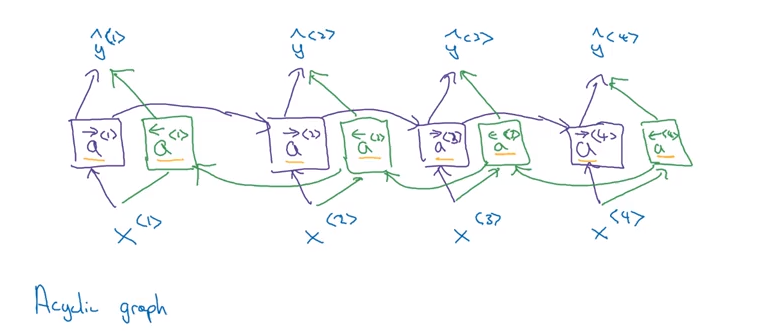 ŷ<1> ŷ<2> ŷ<3> ŷ<4>
→a<1> ←a<1> →a<2> ←a<2> →a<3> ←a<3> →a<4> ←a<4>
x<1> x<2> x<3> x<4>
Acyclic graph